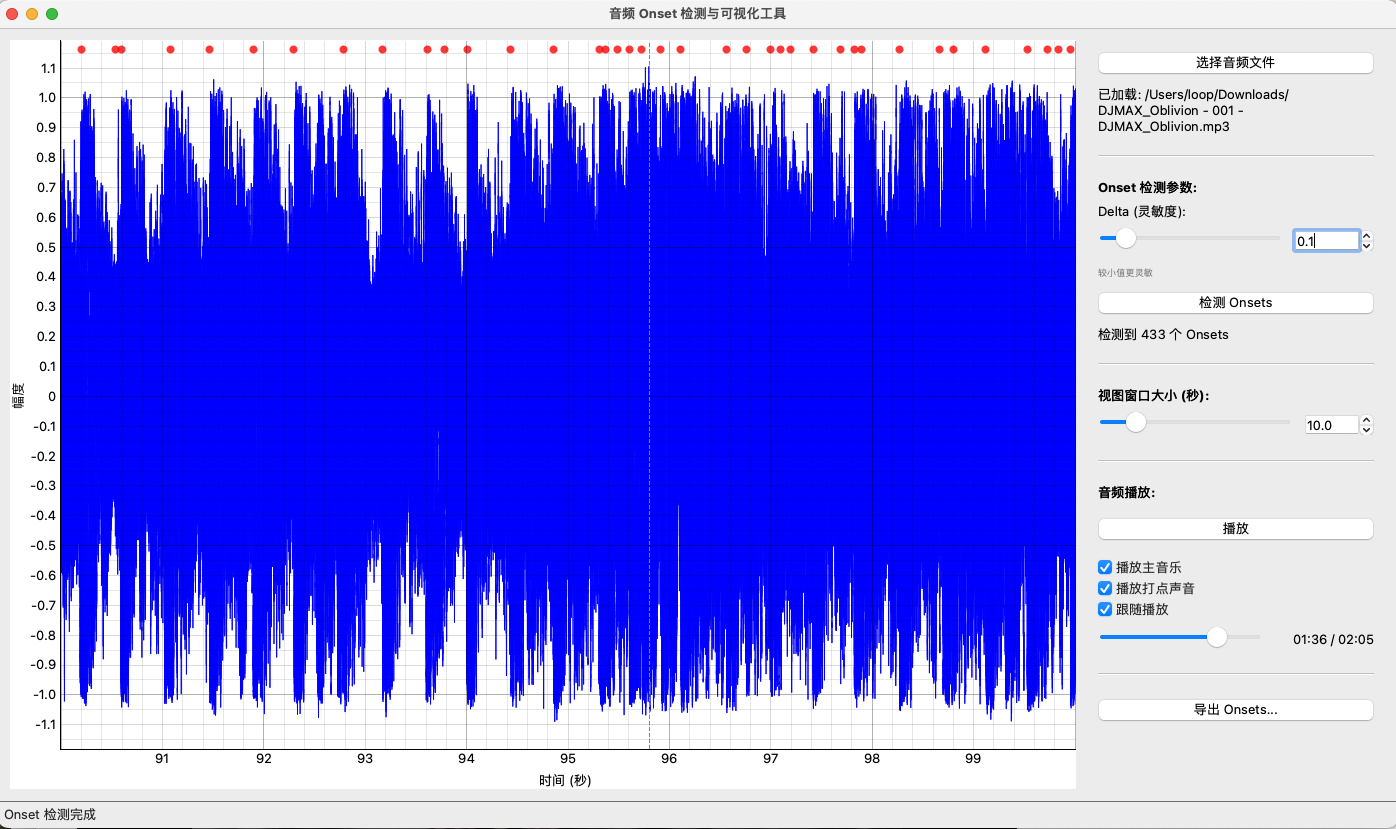 音频 Onset 检测与可视化工具
1.1
1.0
0.9
0.8
0.7
0.6
0.5
0.4
0.3
0.2
0.1
0
-0.1
-0.2
-0.3
-0.4
-0.5
-0.6
-0.7
-0.8
-0.9
-1.0
-1.1
幅度
91 92 93 94 95 96 97 98 99
时间 (秒)
选择音频文件
已加载: /Users/loop/Downloads/
DJMAX_Oblivion - 001 -
DJMAX_Oblivion.mp3
Onset 检测参数:
Delta (灵敏度):
0.1
较小值更灵敏
检测 Onsets
检测到 433 个 Onsets
视图窗口大小 (秒):
10.0
音频播放:
播放
播放主音乐
播放打点声音
跟随播放
01:36 / 02:05
导出 Onsets...
Onset 检测完成